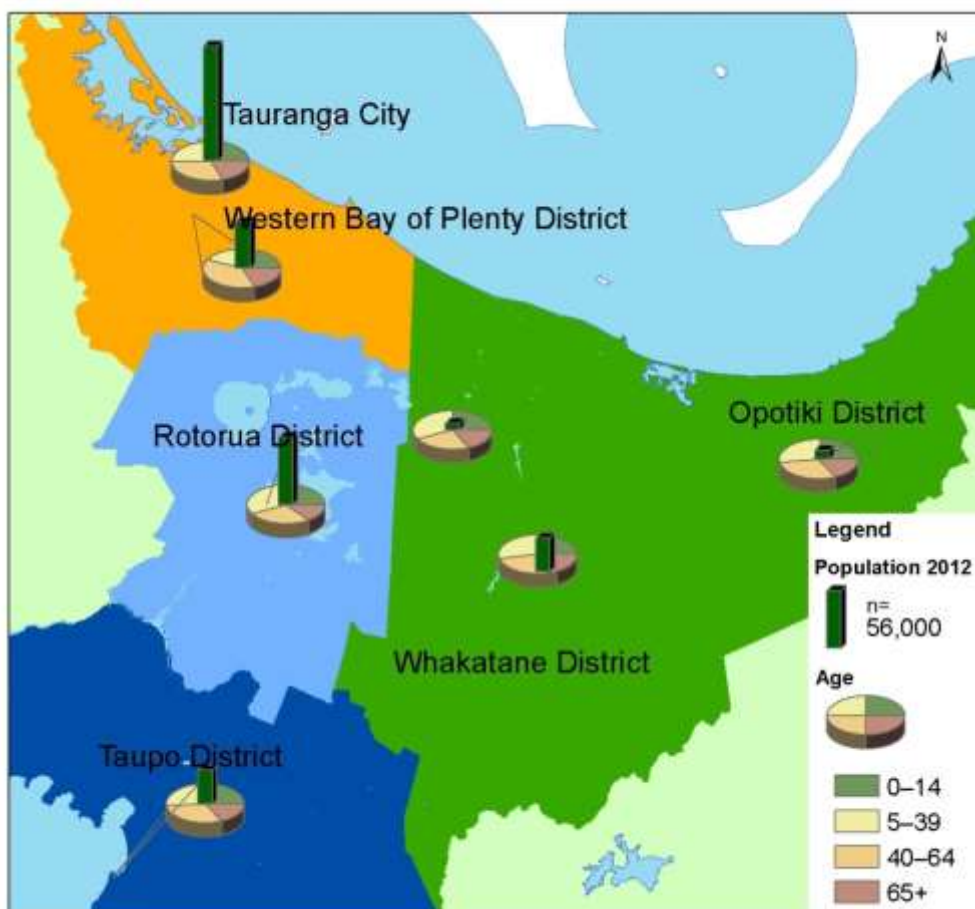 N
Tauranga City
Western Bay of Plenty District
Rotorua District
Opotiki District
Whakatane District
Taupo District
Legend
Population 2012
n=
56,000
Age
0–14
5–39
40–64
65+